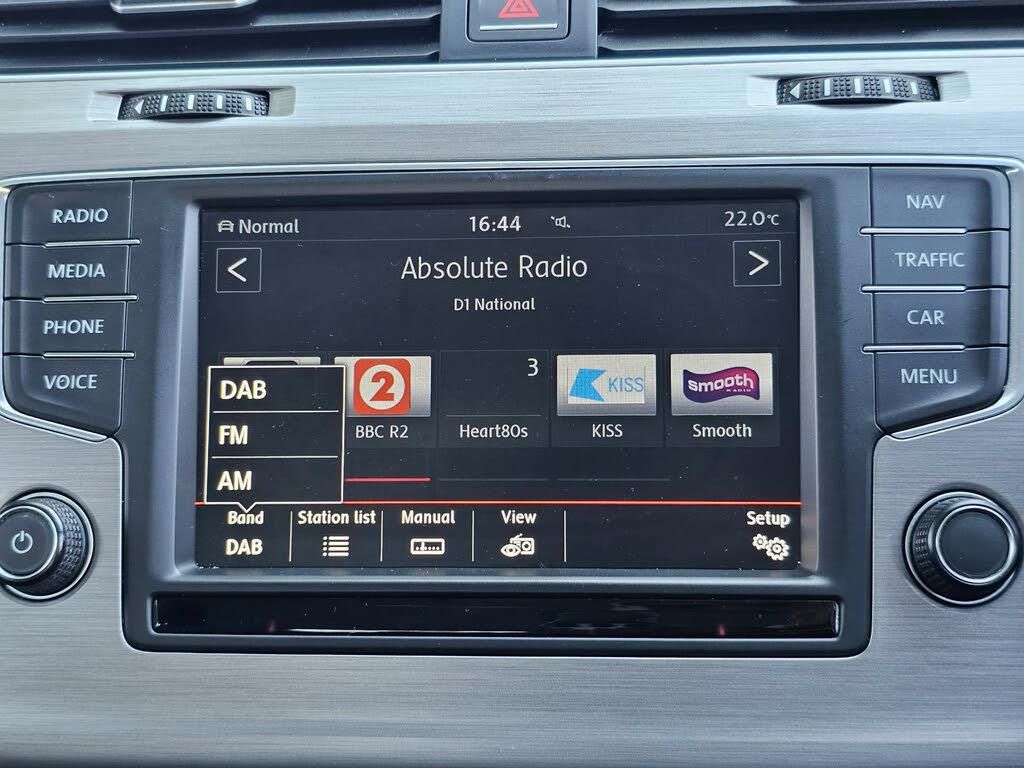 RADIO
MEDIA
PHONE
VOICE
NAV
TRAFFIC
CAR
MENU
Normal
16:44
22.0°C
<
Absolute Radio
>
D1 National
DAB
FM
AM
2
BBC R2
3
Heart80s
KISS
KISS
smooth
RADIO
Smooth
Band
DAB
Station list
Manual
View
Setup